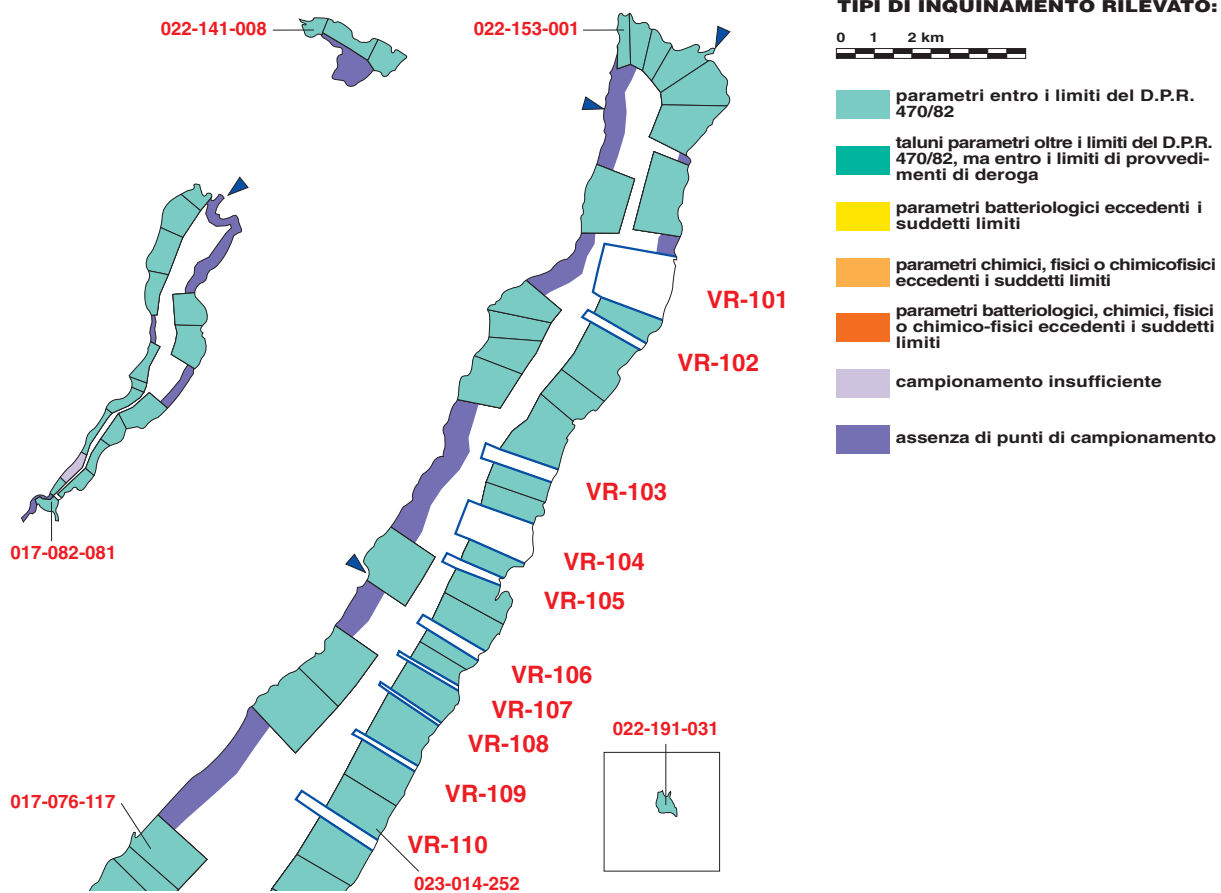 TIPI DI INQUINAMENTO RILEVATO:
0 1 2 km
parametri entro i limiti del D.P.R.
470/82
taluni parametri oltre i limiti del D.P.R.
470/82, ma entro i limiti di provvedi-
menti di deroga
parametri batteriologici eccedenti i
suddetti limiti
parametri chimici, fisici o chimicofisici
eccedenti i suddetti limiti
parametri batteriologici, chimici, fisici
o chimico-fisici eccedenti i suddetti
limiti
campionamento insufficiente
assenza di punti di campionamento
022-141-008
022-153-001
VR-101
VR-102
VR-103
017-082-081
VR-104
VR-105
VR-106
VR-107
022-191-031
VR-108
VR-109
017-076-117
VR-110
023-014-252